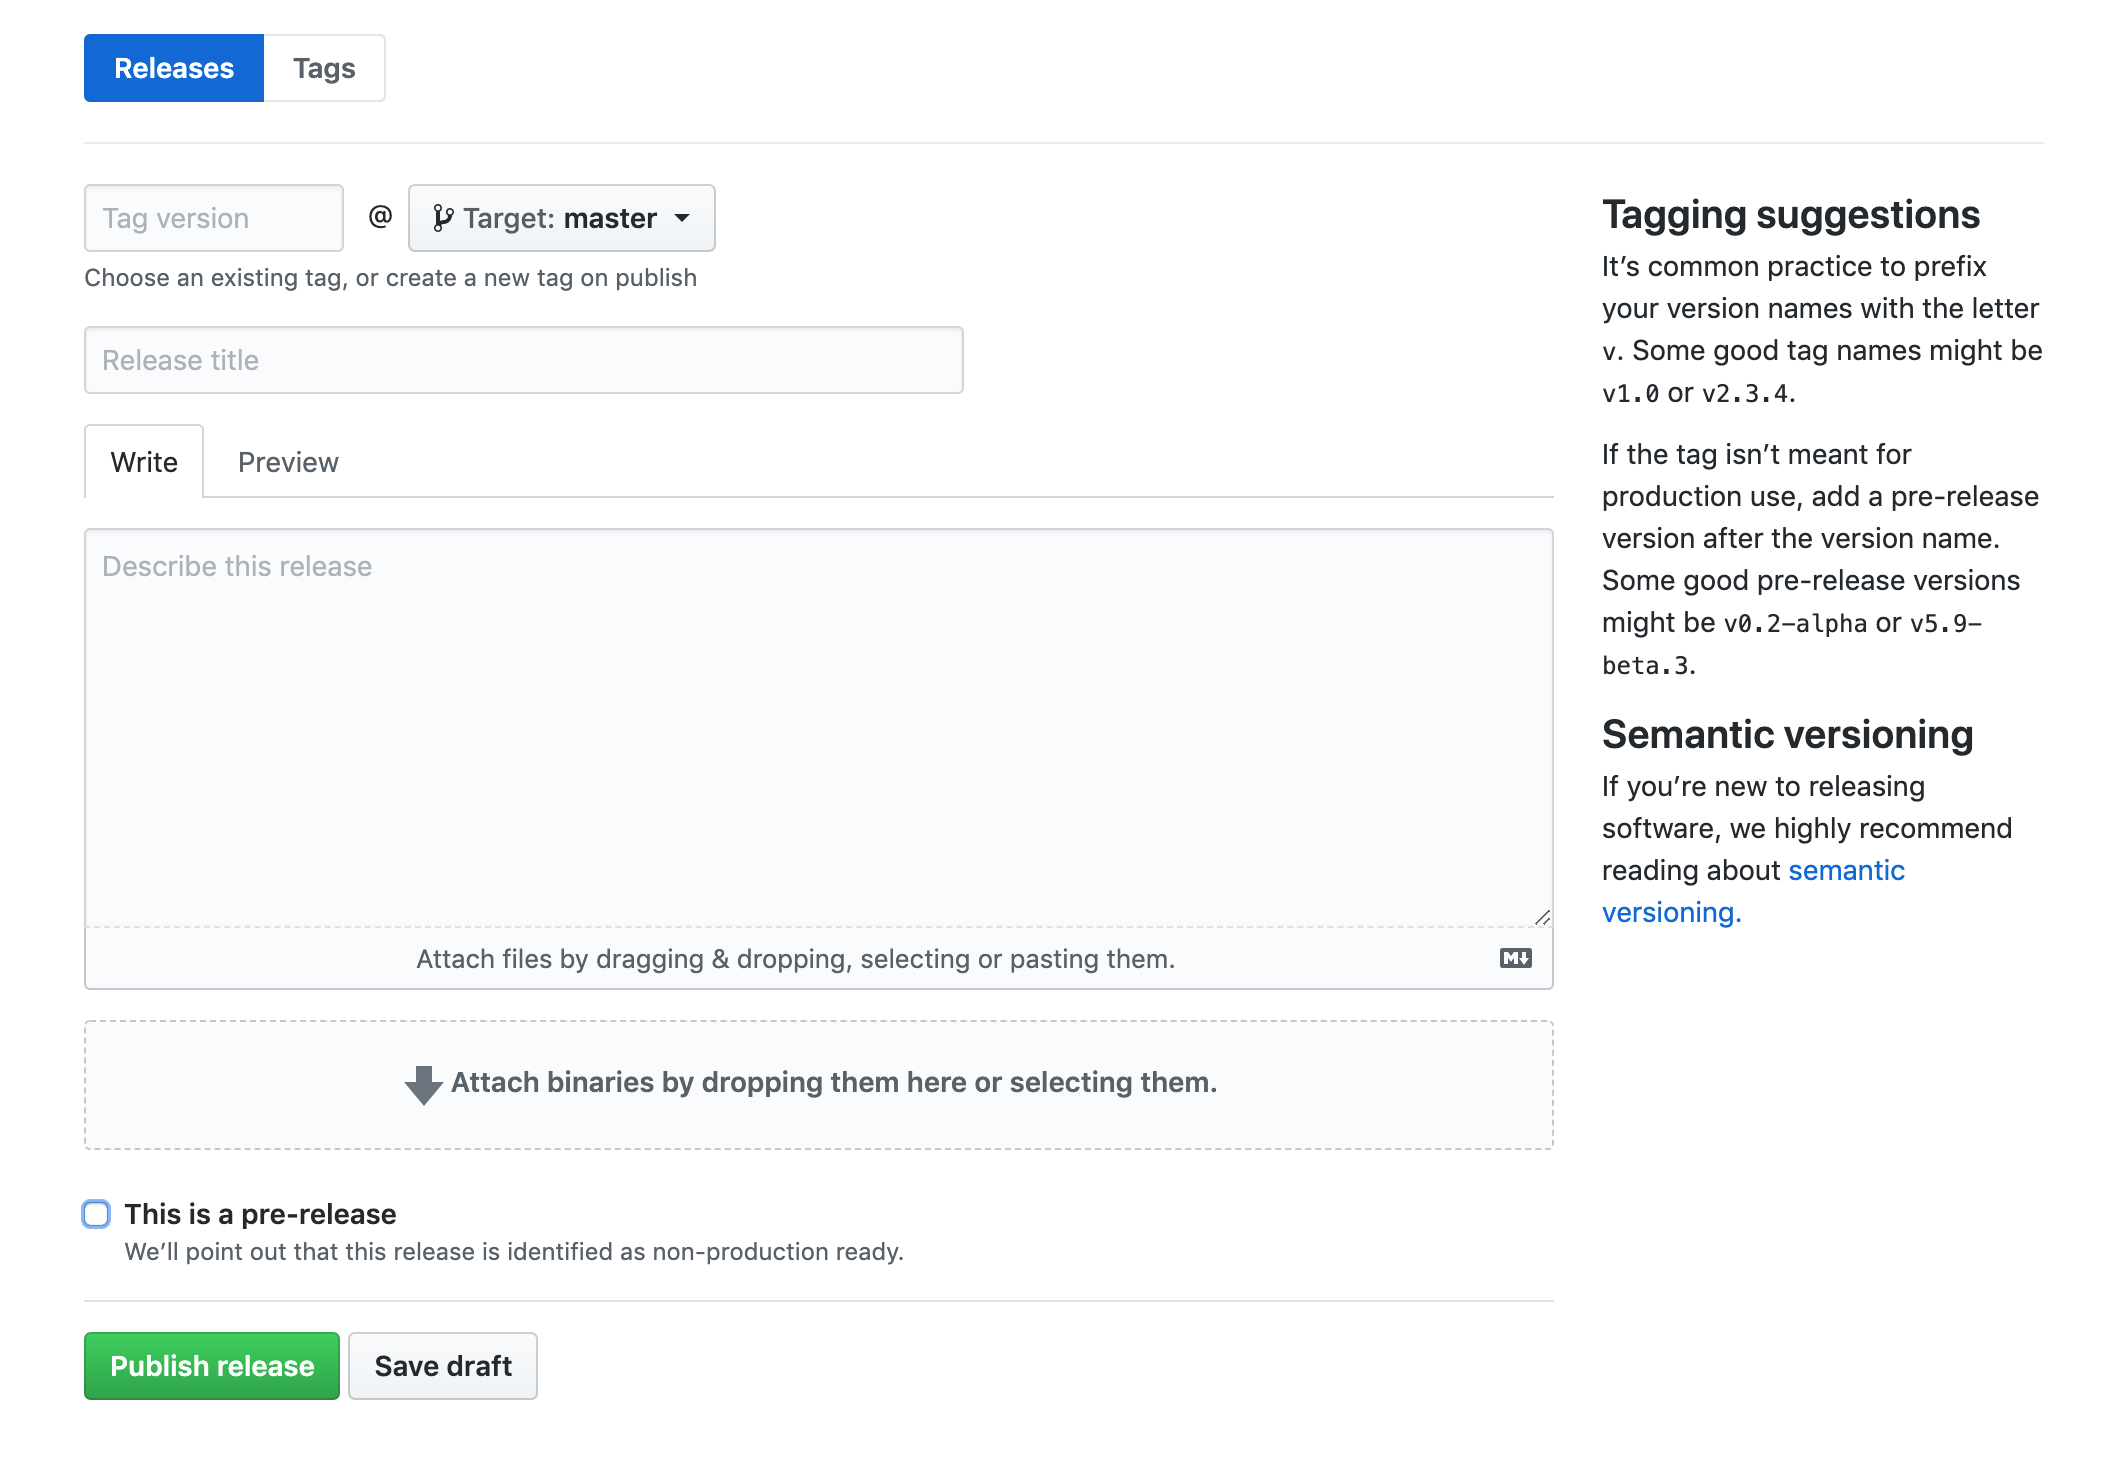 Releases
Tags
Tag version
@
Target: master
Choose an existing tag, or create a new tag on publish
Release title
Write
Preview
Describe this release
Attach files by dragging & dropping, selecting or pasting them.
M
Attach binaries by dropping them here or selecting them.
This is a pre-release
We’ll point out that this release is identified as non-production ready.
Publish release
Save draft
Tagging suggestions
It’s common practice to prefix
your version names with the letter
v. Some good tag names might be
v1.0 or v2.3.4.
If the tag isn’t meant for
production use, add a pre-release
version after the version name.
Some good pre-release versions
might be v0.2-alpha or v5.9-
beta.3.
Semantic versioning
If you’re new to releasing
software, we highly recommend
reading about semantic
versioning.